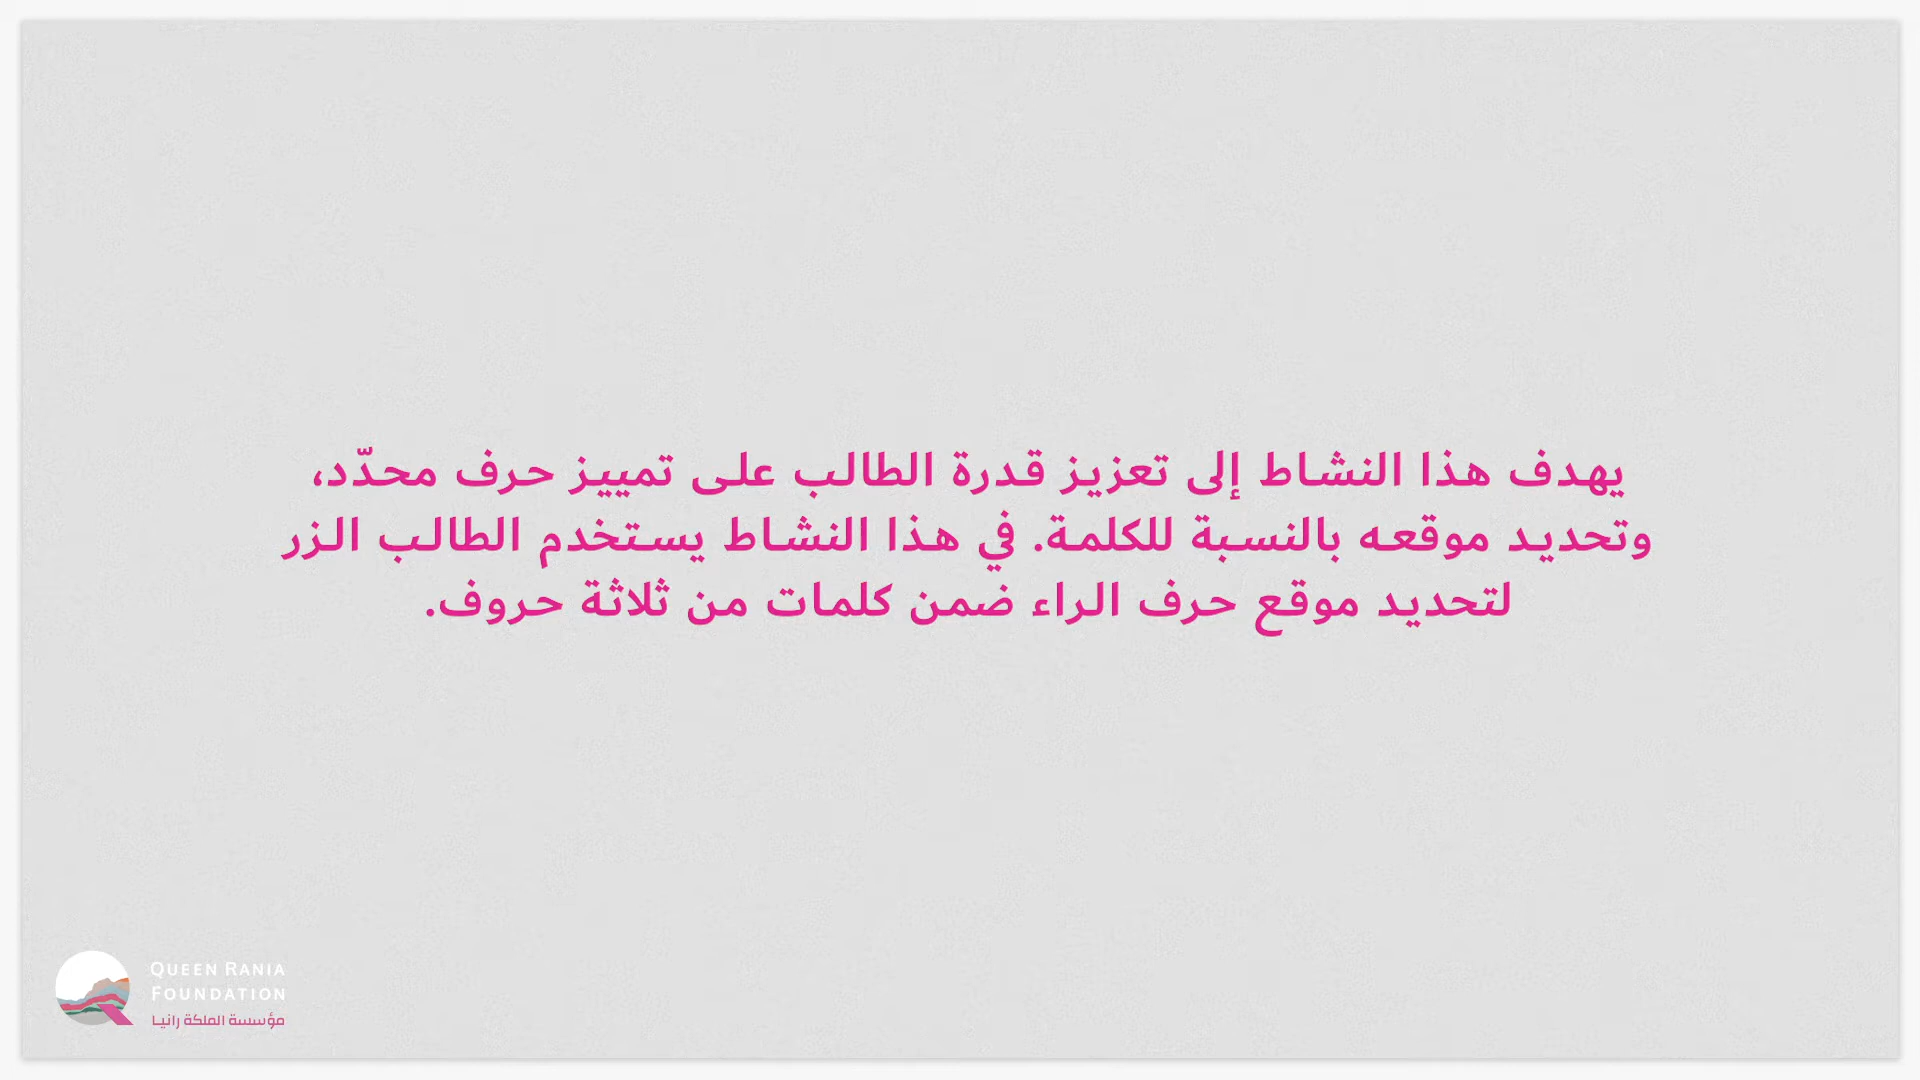 يهدف هذا النشاط إلى تعزيز قدرة الطالب على تمييز حرف محدّد،
وتحديد موقعه بالنسبة للكلمة. في هذا النشاط يستخدم الطالب الزر
لتحديد موقع حرف الراء ضمن كلمات من ثلاثة حروف.
QUEEN RANIA
FOUNDATION
مؤسسة الملكة رانيا